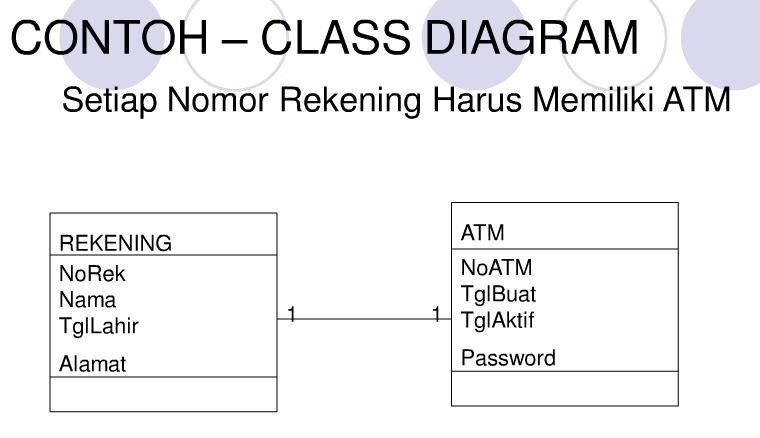 CONTOH – CLASS DIAGRAM
Setiap Nomor Rekening Harus Memiliki ATM
REKENING
NoRek
Nama
TglLahir
Alamat
1
1
ATM
NoATM
TglBuat
TglAktif
Password